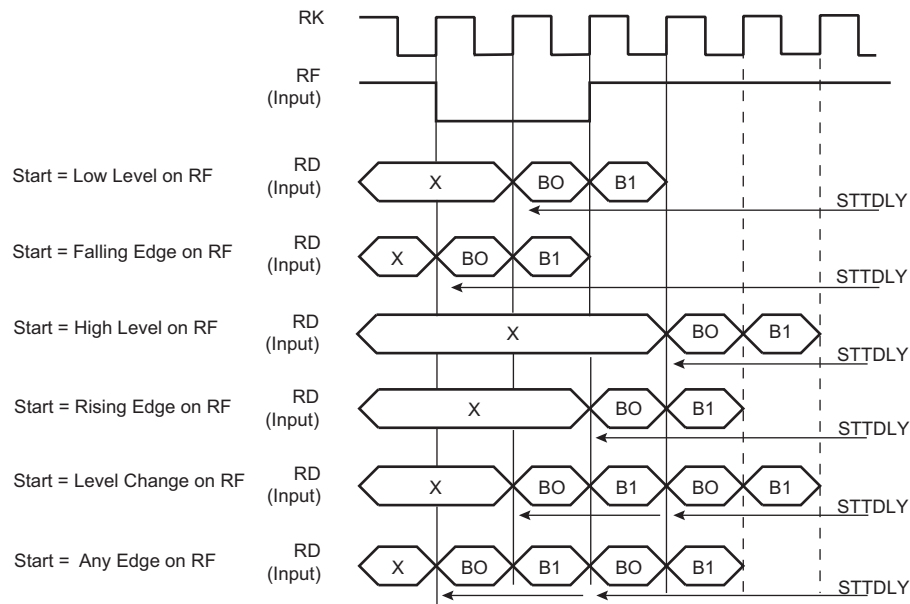 RK
RF
(Input)
Start = Low Level on RF
RD
(Input)
X
BO
B1
STTDLY
Start = Falling Edge on RF
RD
(Input)
X
BO
B1
STTDLY
Start = High Level on RF
RD
(Input)
X
BO
B1
STTDLY
Start = Rising Edge on RF
RD
(Input)
X
BO
B1
STTDLY
Start = Level Change on RF
RD
(Input)
X
BO
B1
BO
B1
STTDLY
Start = Any Edge on RF
RD
(Input)
X
BO
B1
BO
B1
STTDLY